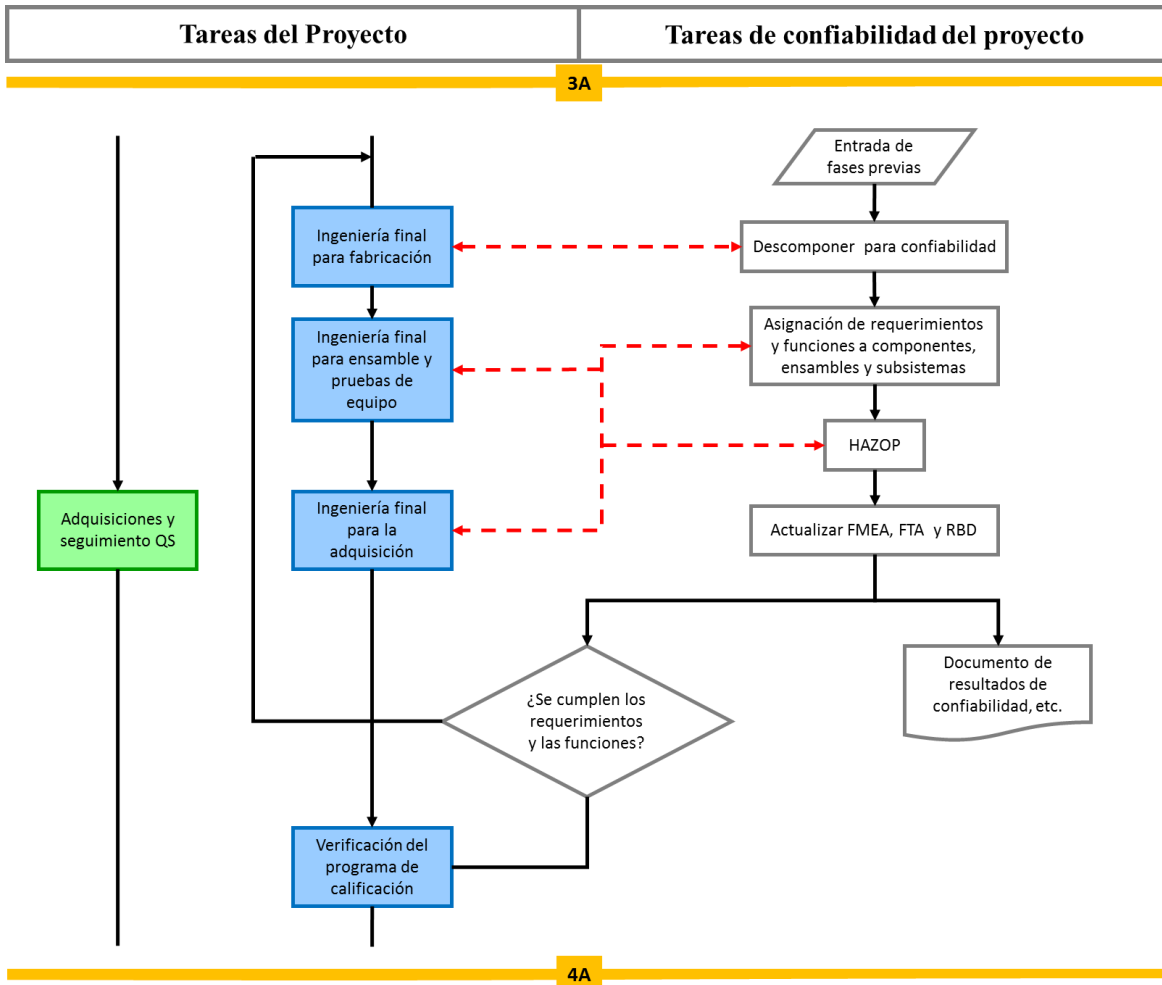 Tareas del Proyecto
Tareas de confiabilidad del proyecto
3A
Entrada de
fases previas
Ingeniería final
para fabricación
Descomponer para confiabilidad
Ingeniería final
para ensamble y
pruebas de
equipo
Asignación de requerimientos
y funciones a componentes,
ensambles y subsistemas
HAZOP
Adquisiciones y
seguimiento QS
Ingeniería final
para la
adquisición
Actualizar FMEA, FTA y RBD
¿Se cumplen los
requerimientos
y las funciones?
Documento de
resultados de
confiabilidad, etc.
Verificación del
programa de
calificación
4A